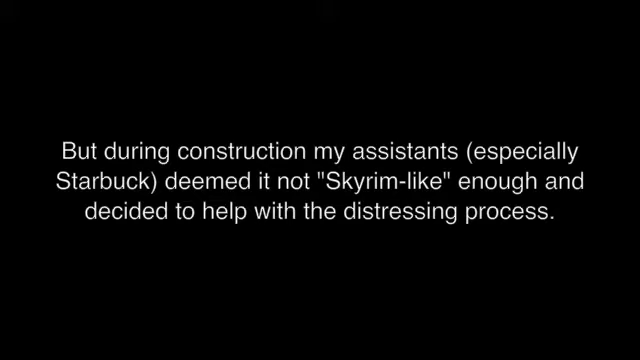 But during construction my assistants (especially
Starbuck) deemed it not "Skyrim-like" enough and
decided to help with the distressing process.